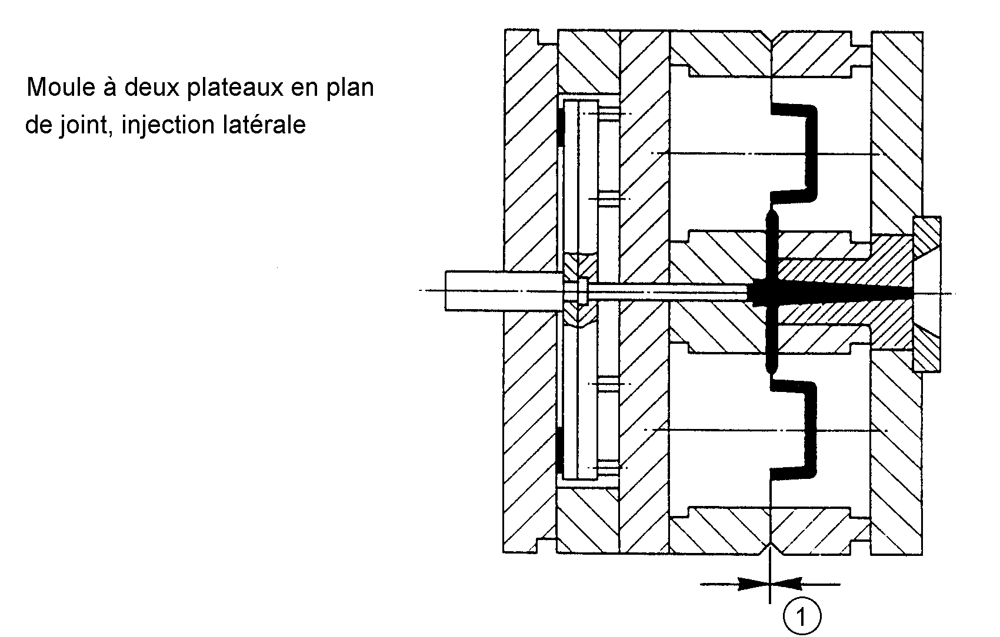 Moule à deux plateaux en plan
de joint, injection latérale
1